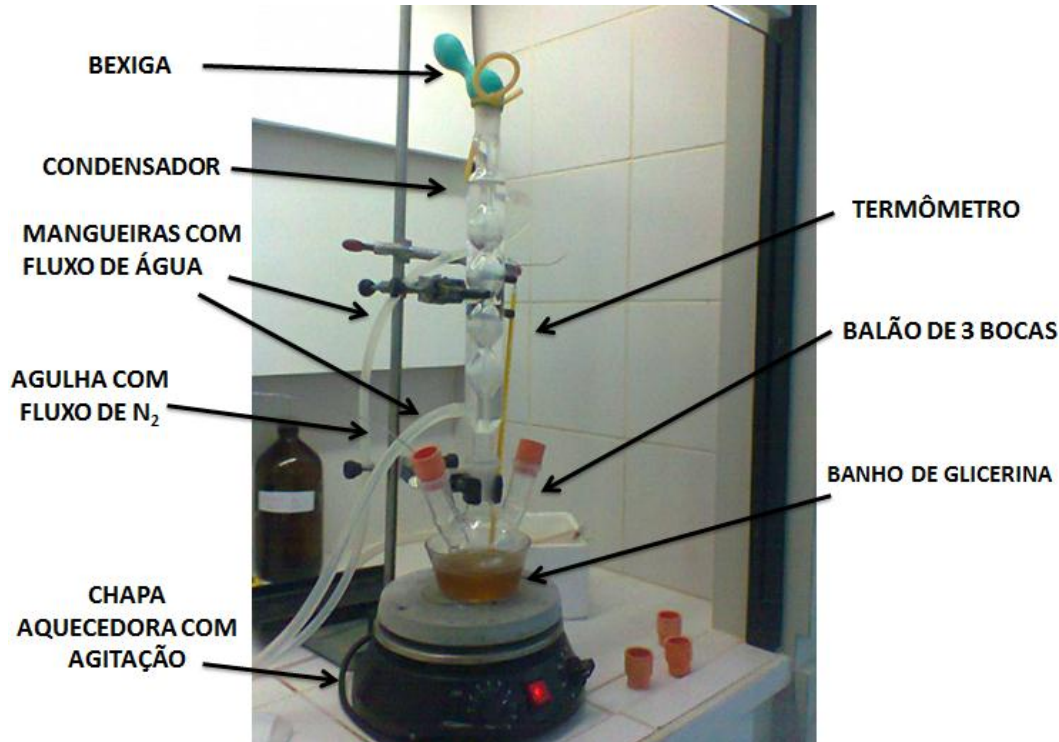 BEXIGA
CONDENSADOR
MANGUEIRAS COM
FLUXO DE ÁGUA
AGULHA COM
FLUXO DE N₂
CHAPA
AQUECEDORA COM
AGITAÇÃO
TERMÔMETRO
BALÃO DE 3 BOCAS
BANHO DE GLICERINA